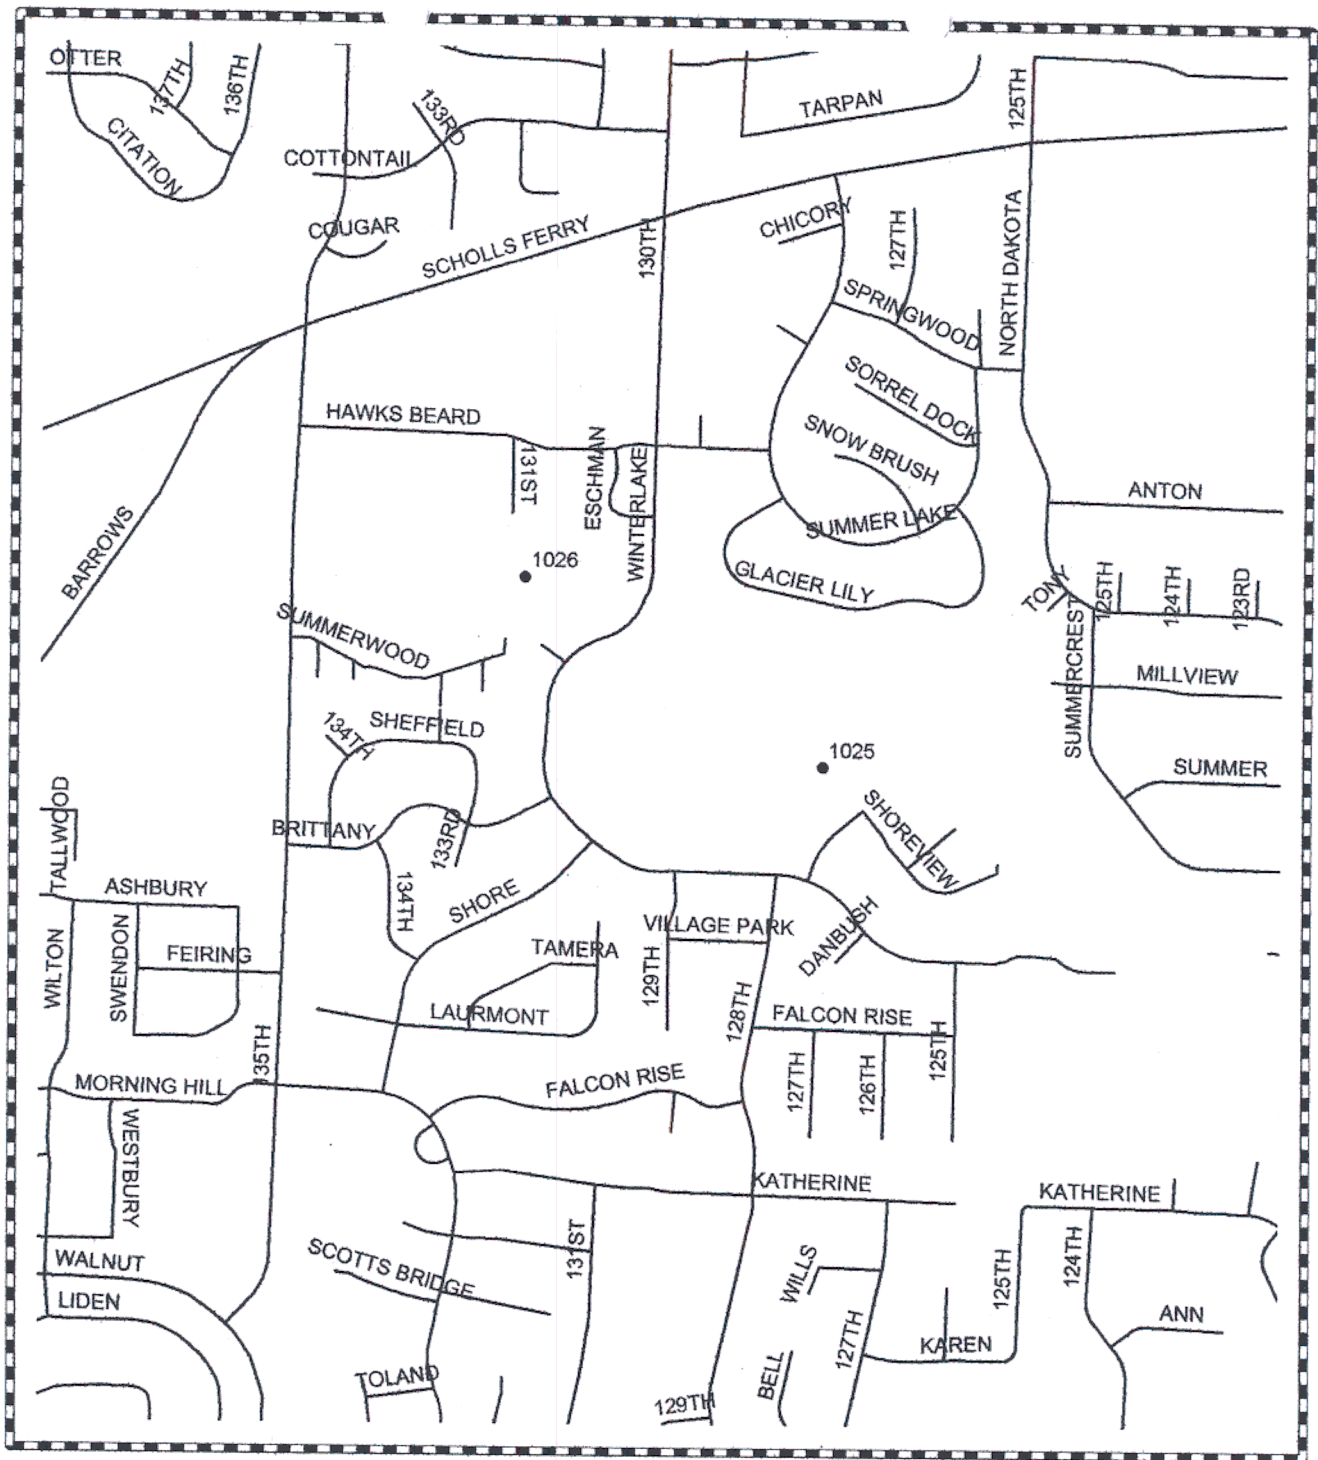 OTTER
137TH
136TH
133RD
TARPAN
125TH
CITATION
COTTONTAIL
COUGAR
SCHOLLS FERRY
130TH
CHICORY
127TH
NORTH DAKOTA
SPRINGWOOD
SORREL DOCK
HAWKS BEARD
SNOW BRUSH
131ST
ESCHMAN
WINTERLAKE
ANTON
SUMMER LAKE
BARROWS
1026
GLACIER LILY
TONY
125TH
124TH
123RD
SUMMERWOOD
SUMMERCREST
MILLVIEW
134TH
SHEFFIELD
1025
SUMMER
TALLWOOD
BRITTANY
133RD
SHOREVIEW
ASHBURY
134TH
SHORE
VILLAGE PARK
DANBUSH
WILTON
SWENDON
FEIRING
TAMERA
129TH
128TH
LAURMONT
FALCON RISE
135TH
125TH
MORNING HILL
FALCON RISE
127TH
126TH
WESTBURY
KATHERINE
KATHERINE
WALNUT
SCOTTS BRIDGE
131ST
WILLS
125TH
124TH
LIDEN
127TH
ANN
KAREN
TOLAND
BELL
129TH